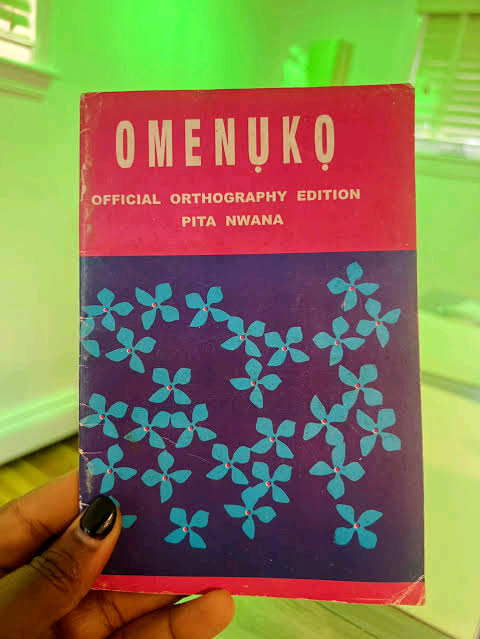 OMENỤKỌ
OFFICIAL ORTHOGRAPHY EDITION
PITA NWANA